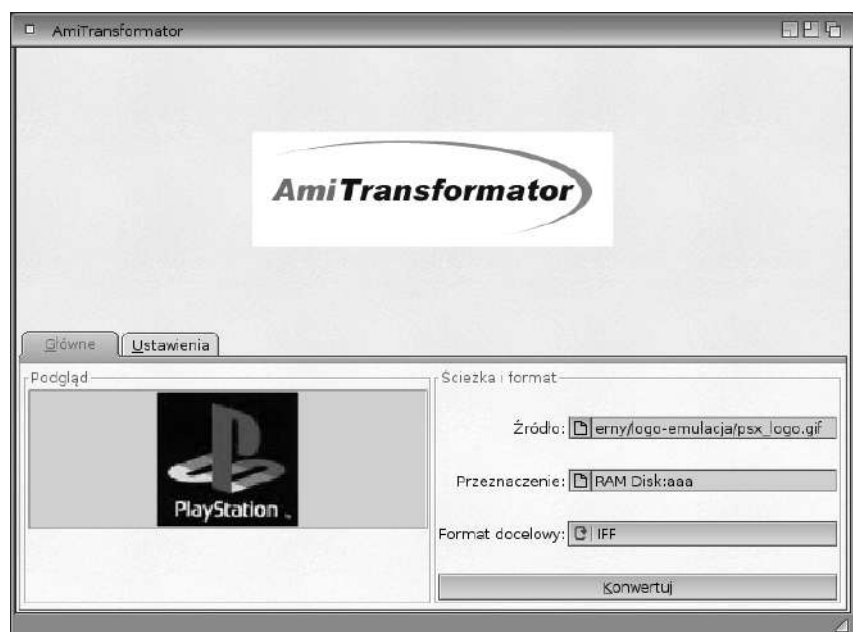 AmiTransformator
AmiTransformator
Główne Ustawienia
Podgląd
PlayStation
Ścieżka i format
Źródło: erny/logo-emulacja/psx_logo.gif
Przeznaczenie: RAM Disk:aaa
Format docelowy: IFF
Konwertuj